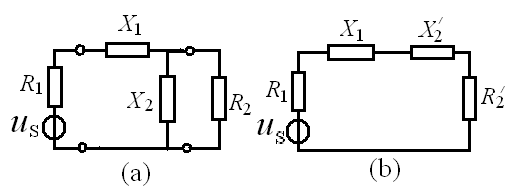 X₁
X₁
X₂′
R₁
X₂
R₂
R₁
R₂′
uₛ
uₛ
(a)
(b)